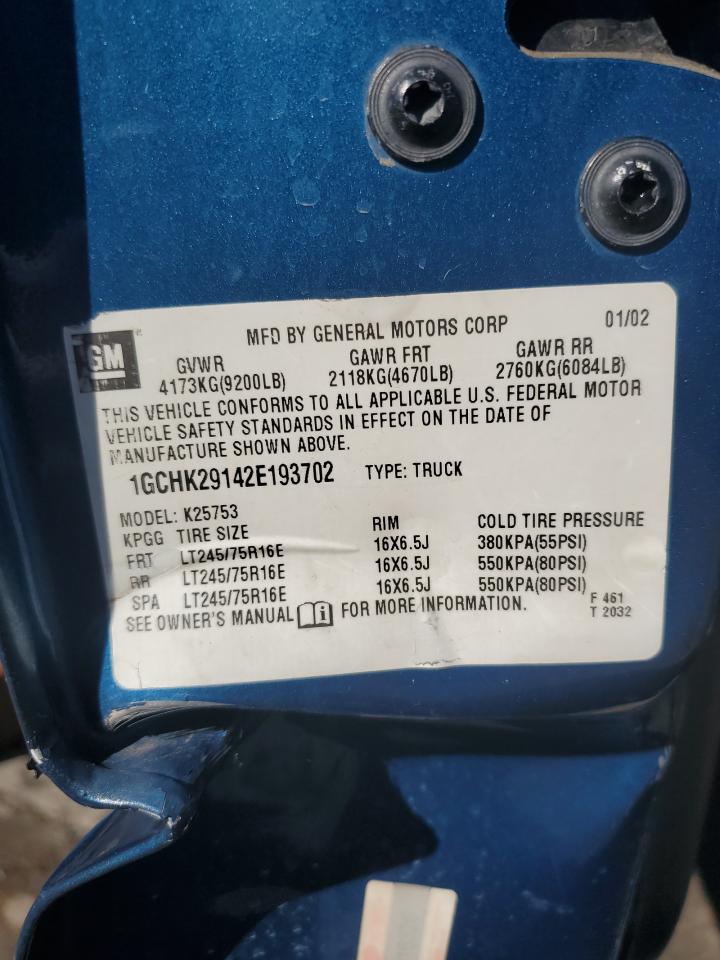 GM
MFD BY GENERAL MOTORS CORP 01/02
GVWR GAWR FRT GAWR RR
4173KG(9200LB) 2118KG(4670LB) 2760KG(6084LB)
THIS VEHICLE CONFORMS TO ALL APPLICABLE U.S. FEDERAL MOTOR
VEHICLE SAFETY STANDARDS IN EFFECT ON THE DATE OF
MANUFACTURE SHOWN ABOVE.
1GCHK29142E193702 TYPE: TRUCK
MODEL: K25753
KPGG TIRE SIZE RIM COLD TIRE PRESSURE
FRT LT245/75R16E 16X6.5J 380KPA(55PSI)
RR LT245/75R16E 16X6.5J 550KPA(80PSI)
SPA LT245/75R16E 16X6.5J 550KPA(80PSI)
SEE OWNER'S MANUAL i FOR MORE INFORMATION.
F 461
T 2032